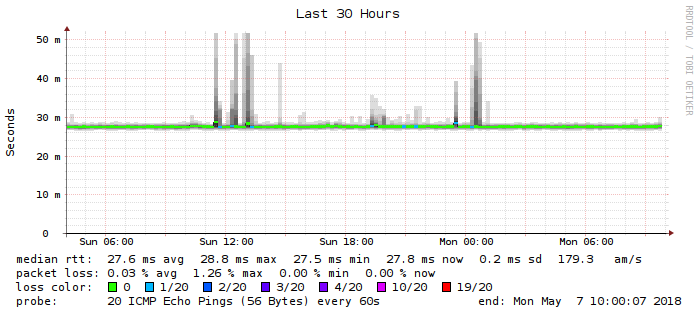 Last 30 Hours
RRDTOOL / TOBI OETIKER
Seconds
50 m
40 m
30 m
20 m
10 m
0
Sun 06:00 Sun 12:00 Sun 18:00 Mon 00:00 Mon 06:00
median rtt: 27.6 ms avg 28.8 ms max 27.5 ms min 27.8 ms now 0.2 ms sd 179.3 am/s
packet loss: 0.03 % avg 1.26 % max 0.00 % min 0.00 % now
loss color: 0 1/20 2/20 3/20 4/20 10/20 19/20
probe: 20 ICMP Echo Pings (56 Bytes) every 60s end: Mon May 7 10:00:07 2018